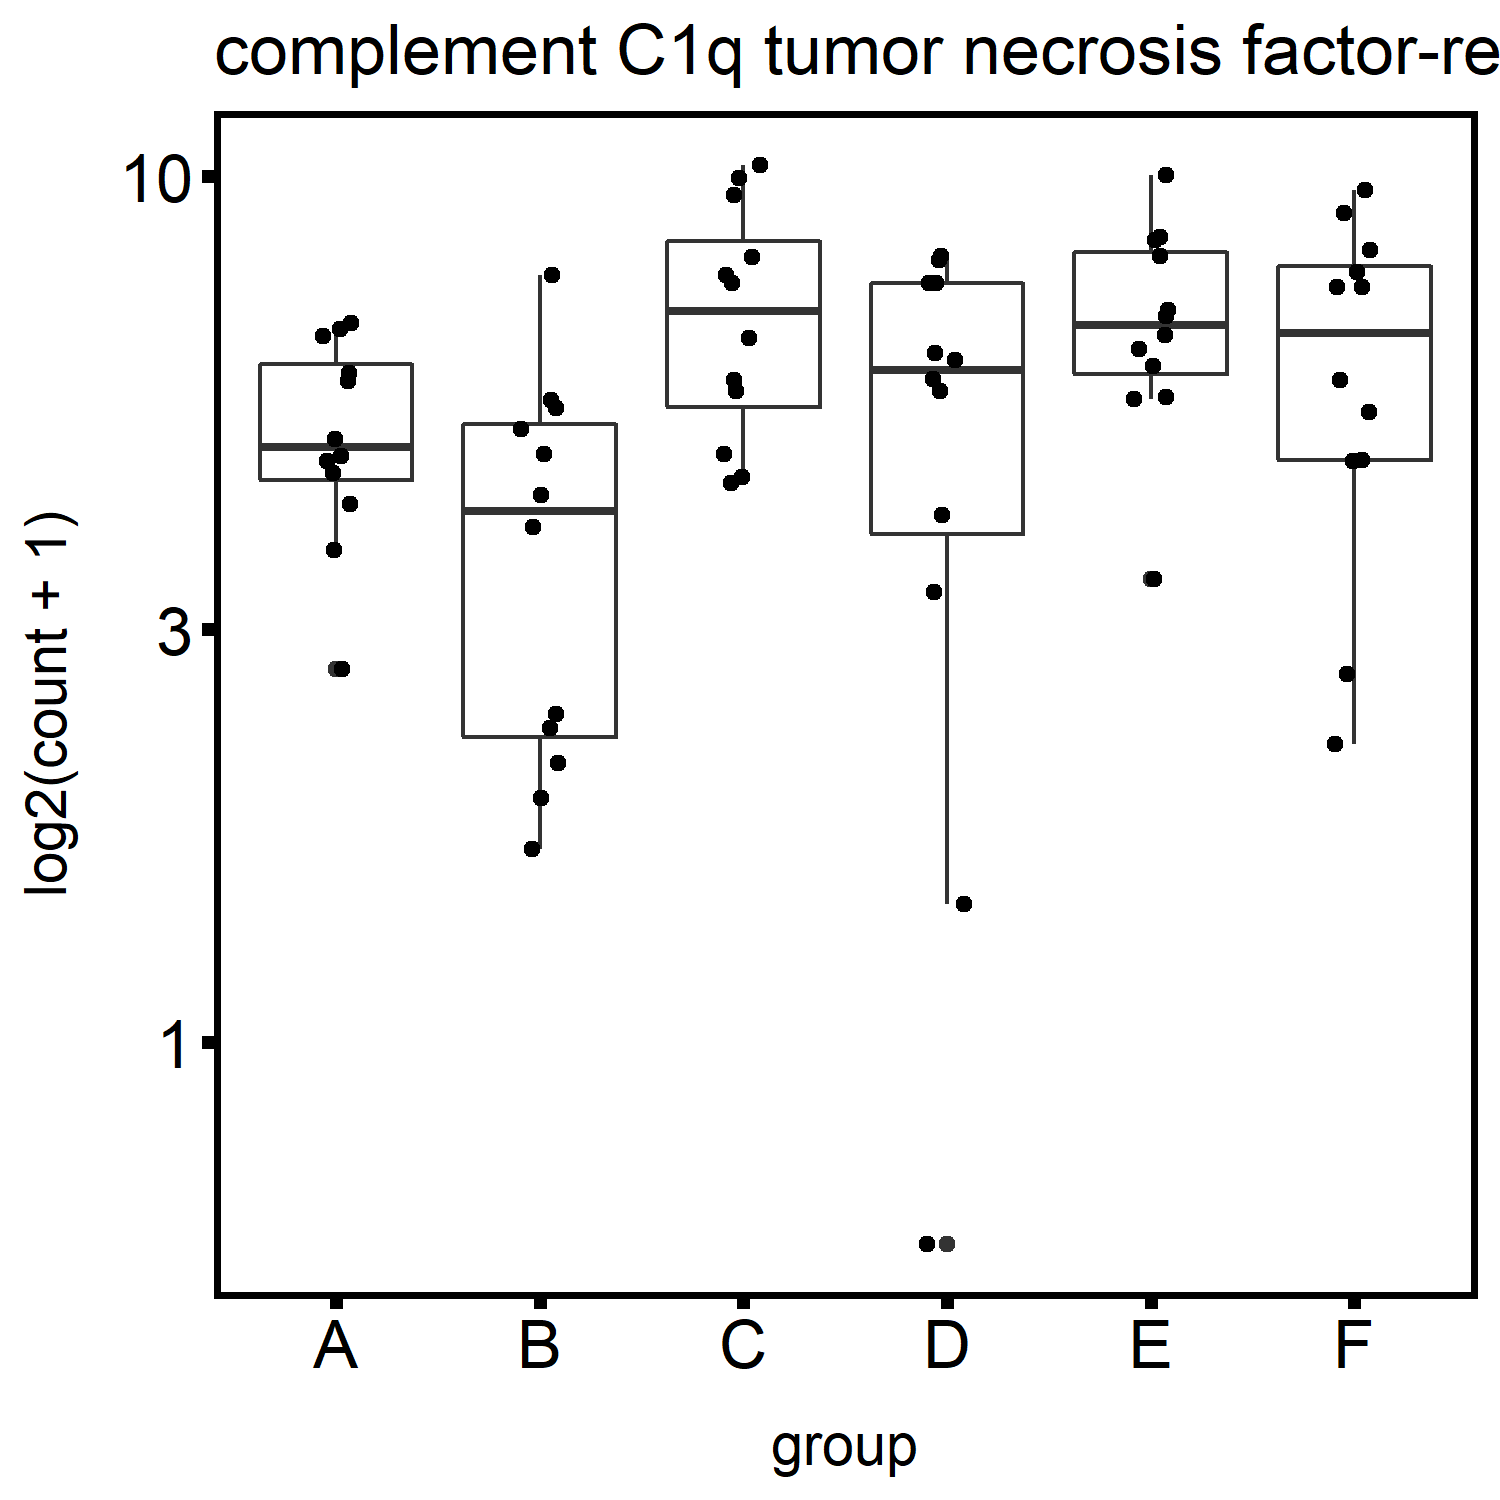 complement C1q tumor necrosis factor-re
10
3
1
log2(count + 1)
A B C D E F
group